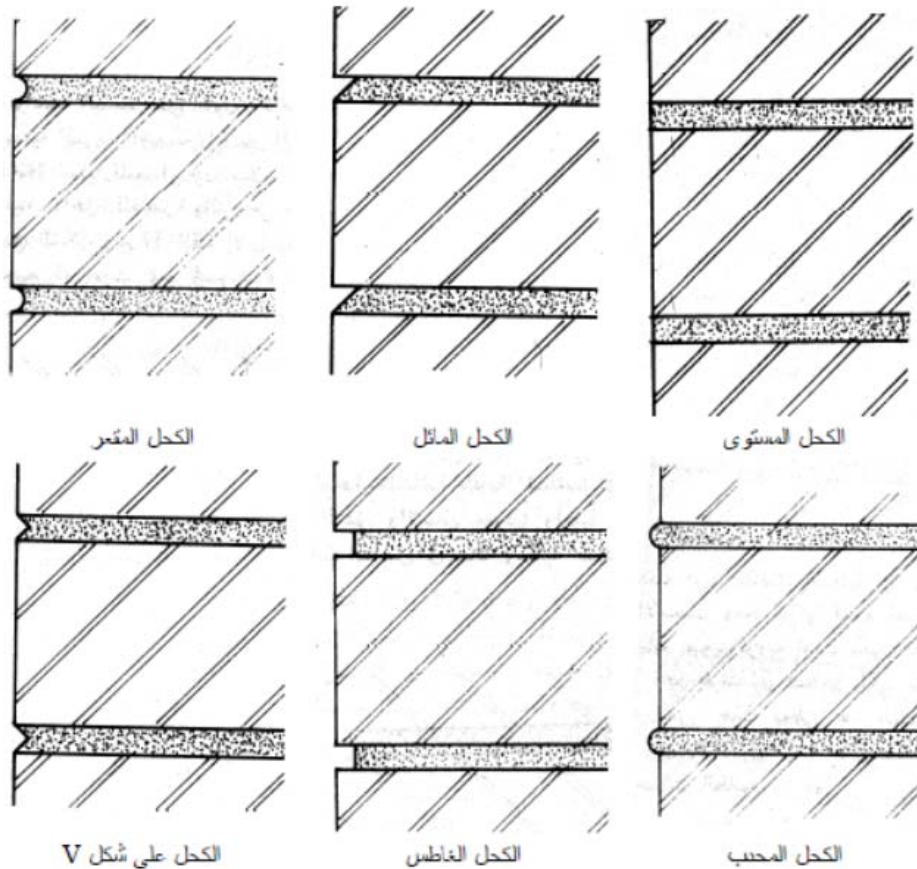 الكحل المستوى
الكحل المائل
الكحل المقعر
الكحل المحدب
الكحل الغاطس
الكحل على شكل V